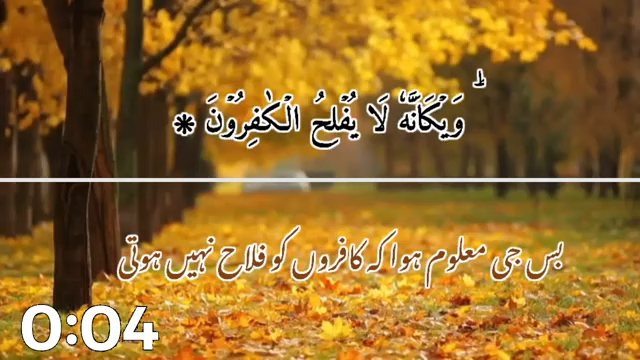 ؕ وَیۡكَاَنَّهٗ لَا یُفۡلِحُ الۡكٰفِرُوۡنَ ✱
بس جی معلوم ہوا کہ کافروں کو فلاح نہیں ہوتی
0:04